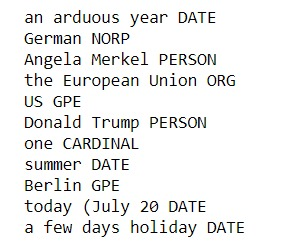 an arduous year DATE
German NORP
Angela Merkel PERSON
the European Union ORG
US GPE
Donald Trump PERSON
one CARDINAL
summer DATE
Berlin GPE
today (July 20 DATE
a few days holiday DATE